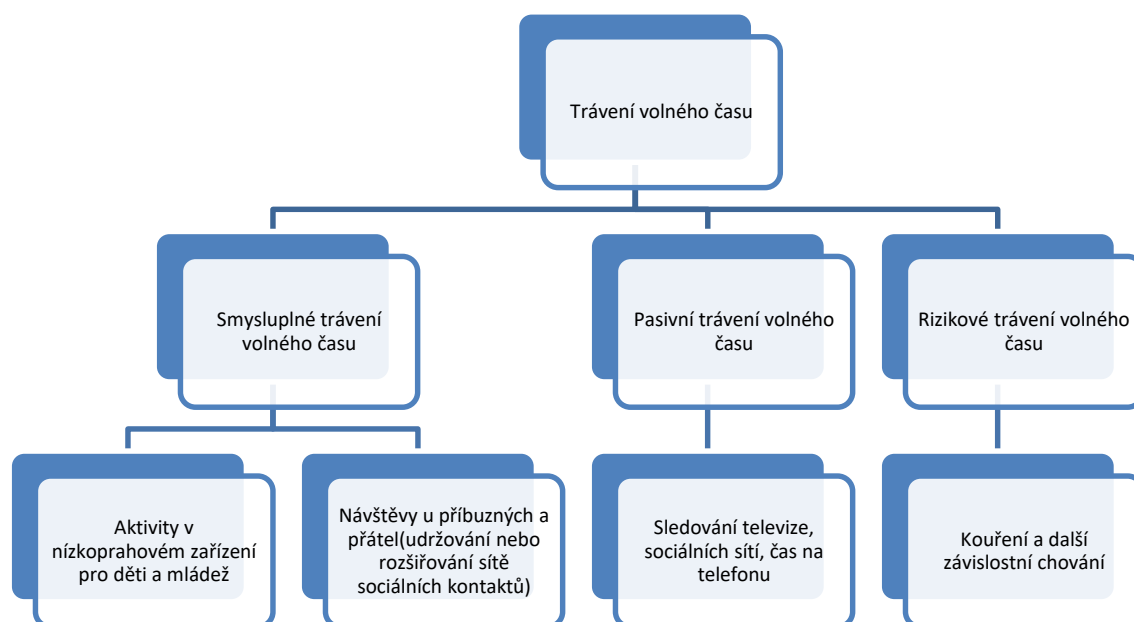 Trávení volného času
Smysluplné trávení
volného času
Pasivní trávení volného
času
Rizikové trávení volného
času
Aktivity v
nízkoprahovém zařízení
pro děti a mládež
Návštěvy u příbuzných a
přátel(udržování nebo
rozšiřování sítě
sociálních kontaktů)
Sledování televize,
sociálních sítí, čas na
telefonu
Kouření a další
závislostní chování